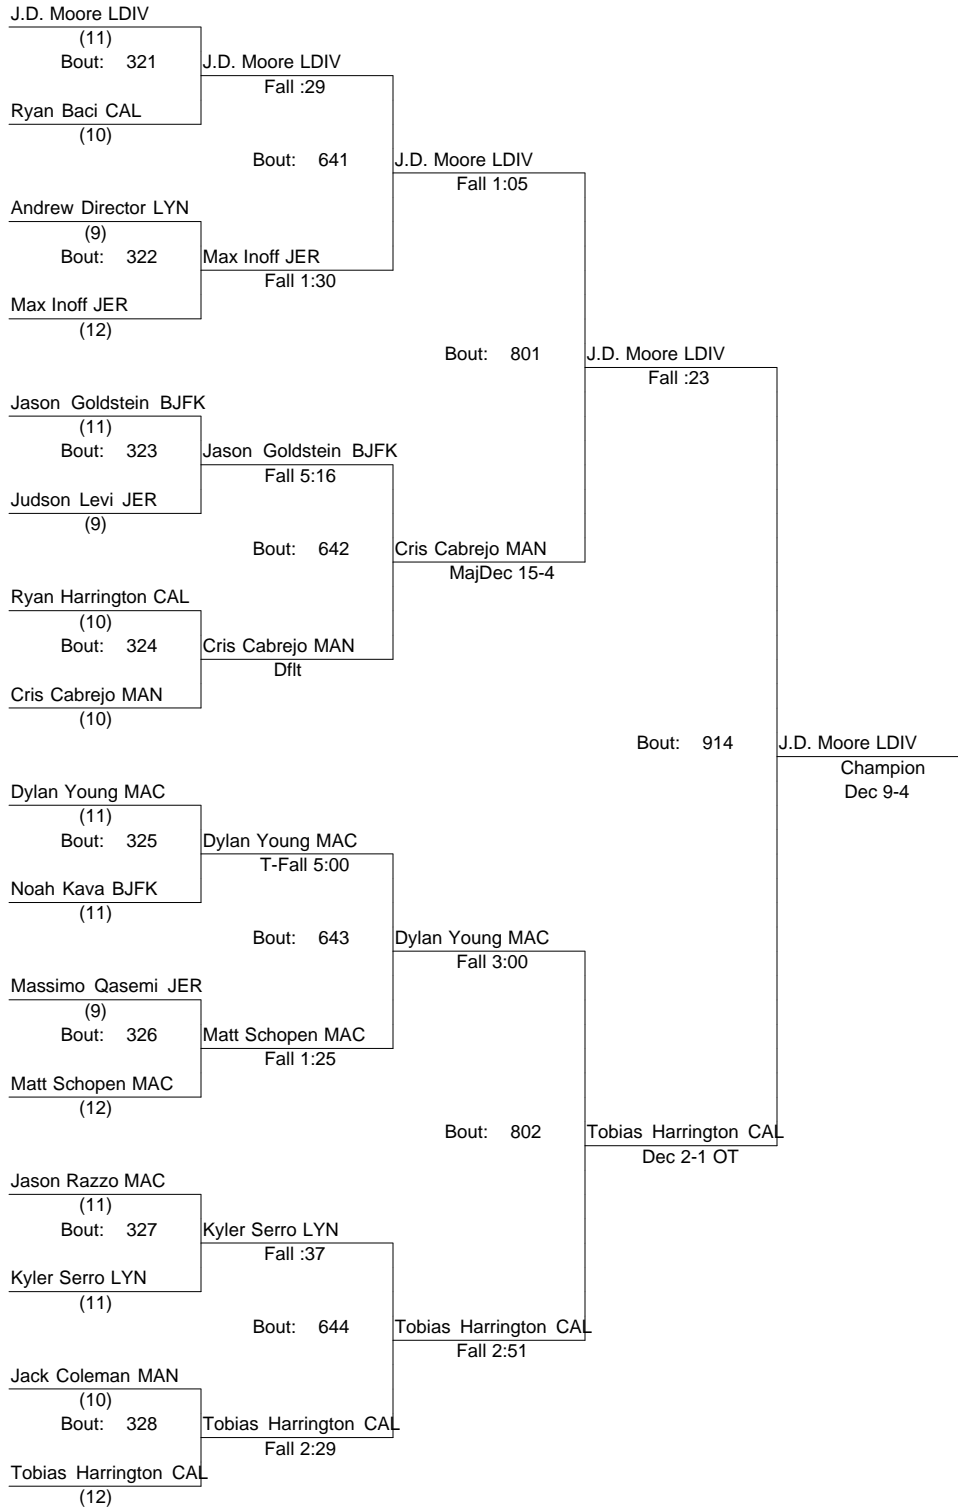 J.D. Moore LDIV
(11)
Bout: 321
J.D. Moore LDIV
Fall :29
Ryan Baci CAL
(10)
Bout: 641
J.D. Moore LDIV
Fall 1:05
Andrew Director LYN
(9)
Bout: 322
Max Inoff JER
Fall 1:30
Max Inoff JER
(12)
Bout: 801
J.D. Moore LDIV
Fall :23
Jason Goldstein BJFK
(11)
Bout: 323
Jason Goldstein BJFK
Fall 5:16
Judson Levi JER
(9)
Bout: 642
Cris Cabrejo MAN
MajDec 15-4
Ryan Harrington CAL
(10)
Bout: 324
Cris Cabrejo MAN
Dflt
Cris Cabrejo MAN
(10)
Bout: 914
J.D. Moore LDIV
Champion
Dec 9-4
Dylan Young MAC
(11)
Bout: 325
Dylan Young MAC
T-Fall 5:00
Noah Kava BJFK
(11)
Bout: 643
Dylan Young MAC
Fall 3:00
Massimo Qasemi JER
(9)
Bout: 326
Matt Schopen MAC
Fall 1:25
Matt Schopen MAC
(12)
Bout: 802
Tobias Harrington CAL
Dec 2-1 OT
Jason Razzo MAC
(11)
Bout: 327
Kyler Serro LYN
Fall :37
Kyler Serro LYN
(11)
Bout: 644
Tobias Harrington CAL
Fall 2:51
Jack Coleman MAN
(10)
Bout: 328
Tobias Harrington CAL
Fall 2:29
Tobias Harrington CAL
(12)